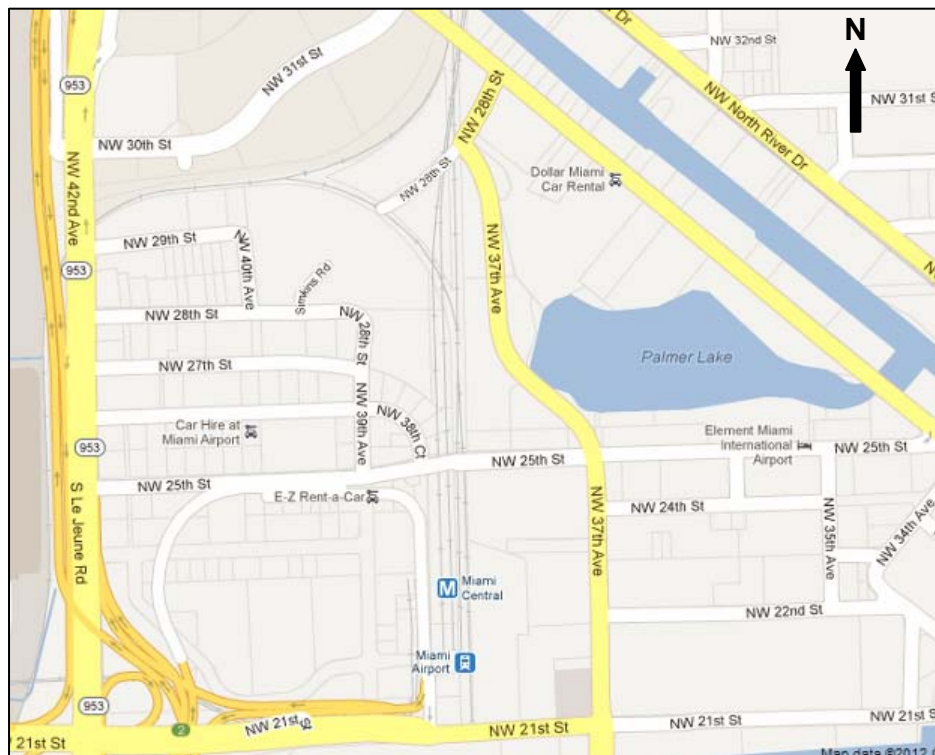 N
NW 32nd St
NW 31st S
NW North River Dr
953
NW 31st St
NW 30th St
NW 28th St
NW 28th St
Dollar Miami
Car Rental
NW 42nd Ave
NW 29th St
NW 40th Ave
NW 37th Ave
953
Simkins Rd
NW 28th St
NW 28th St
Palmer Lake
NW 27th St
NW 39th Ave
NW 38th Ct
Car Hire at
Miami Airport
Element Miami
International
Airport
953
NW 25th St
NW 25th St
NW 25th St
E-Z Rent-a-Car
S Le Jeune Rd
NW 24th St
NW 37th Ave
NW 35th Ave
NW 34th Ave
M
Miami
Central
NW 22nd St
Miami
Airport
953
2
NW 21st St
NW 21st St
NW 21st St
NW 21st St
21st St
Map data ©2012